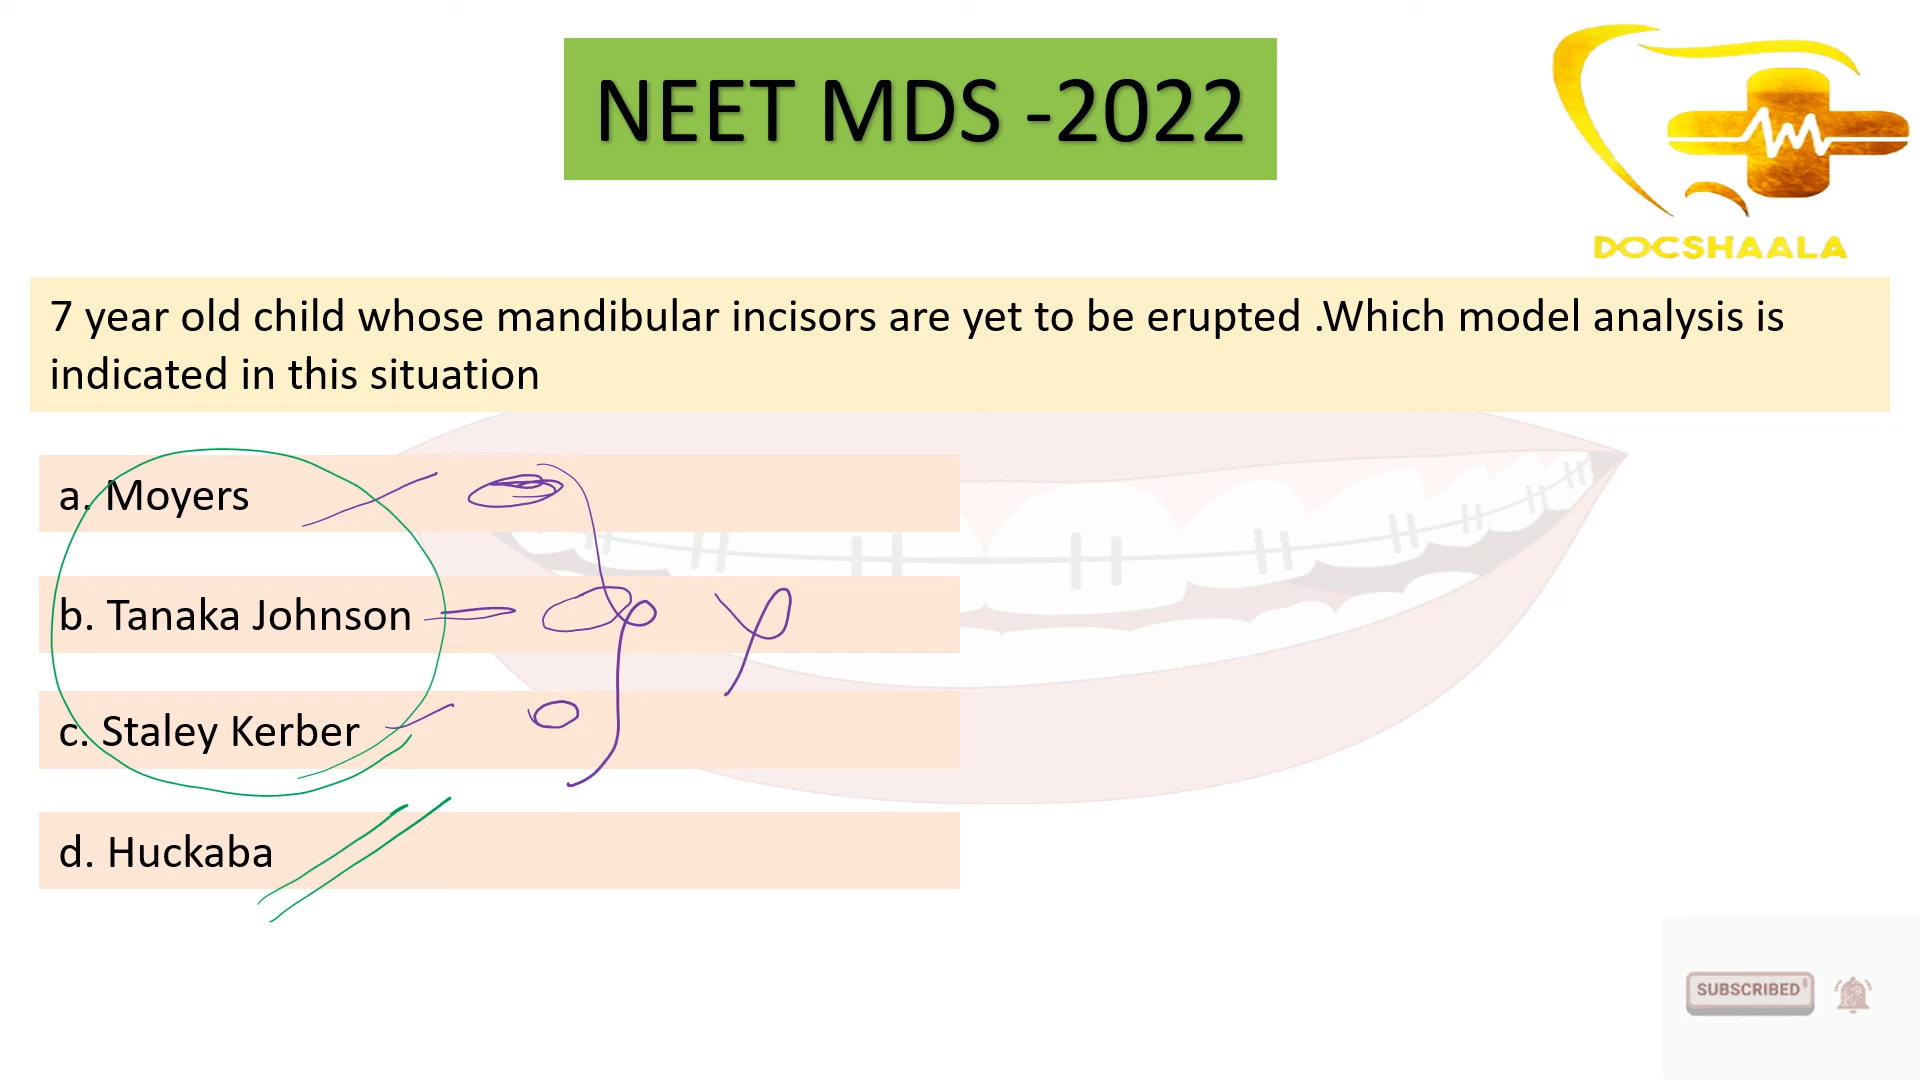 NEET MDS -2022
DOCSHAALA
7 year old child whose mandibular incisors are yet to be erupted .Which model analysis is
indicated in this situation
a. Moyers
b. Tanaka Johnson
c. Staley Kerber
d. Huckaba
SUBSCRIBED